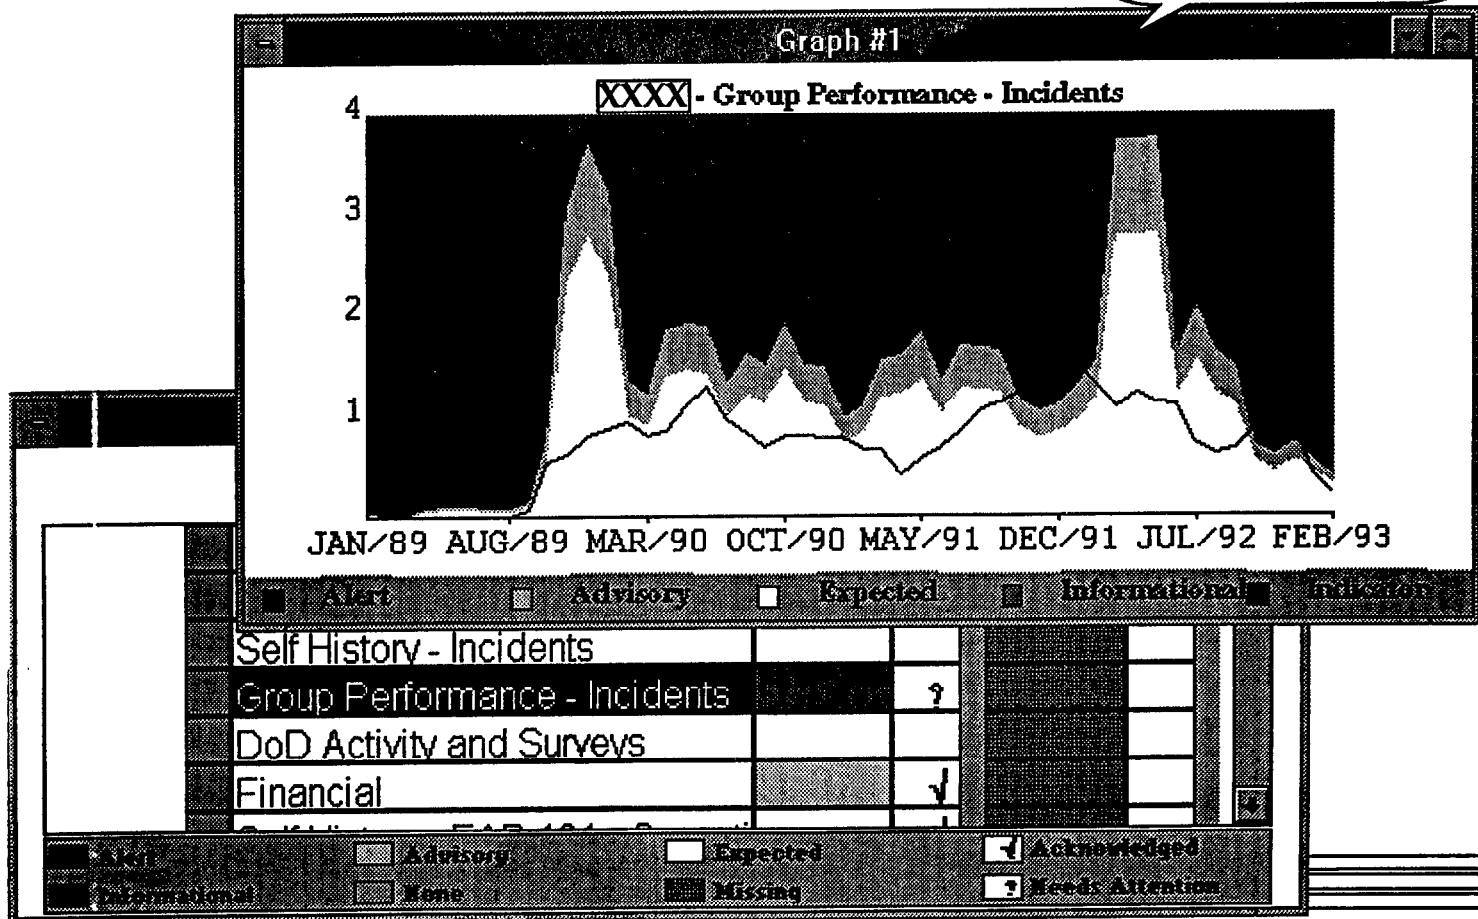 Graph #1
XXXX - Group Performance - Incidents
4
3
2
1
JAN/89 AUG/89 MAR/90 OCT/90 MAY/91 DEC/91 JUL/92 FEB/93
Alert Advisory Expected Informational Indicator
Self History - Incidents
Group Performance - Incidents ?
DoD Activity and Surveys
Financial √
Alert Advisory Expected √ Acknowledged
Informational None Missing ? Needs Attention